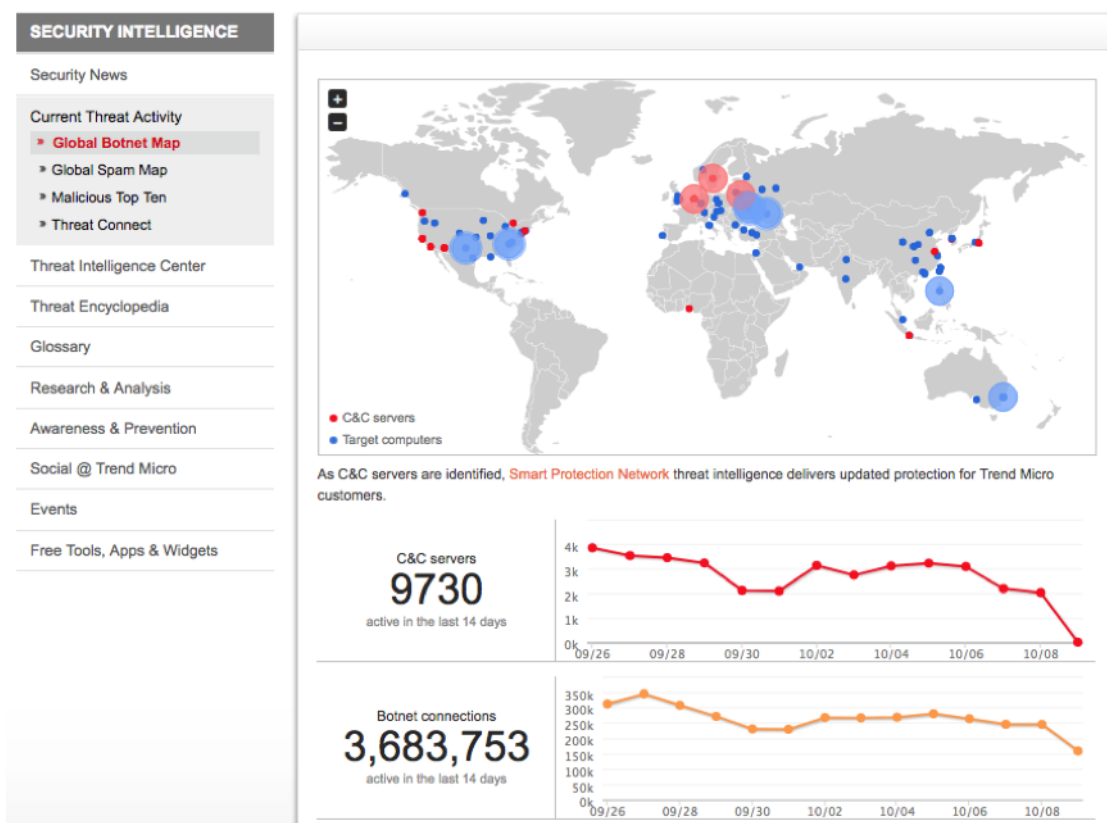 SECURITY INTELLIGENCE
Security News
Current Threat Activity
» Global Botnet Map
» Global Spam Map
» Malicious Top Ten
» Threat Connect
Threat Intelligence Center
Threat Encyclopedia
Glossary
Research & Analysis
Awareness & Prevention
Social @ Trend Micro
Events
Free Tools, Apps & Widgets
+
−
C&C servers
Target computers
As C&C servers are identified, Smart Protection Network threat intelligence delivers updated protection for Trend Micro
customers.
C&C servers
9730
active in the last 14 days
4k
3k
2k
1k
0k
09/26 09/28 09/30 10/02 10/04 10/06 10/08
Botnet connections
3,683,753
active in the last 14 days
350k
300k
250k
200k
150k
100k
50k
0k
09/26 09/28 09/30 10/02 10/04 10/06 10/08